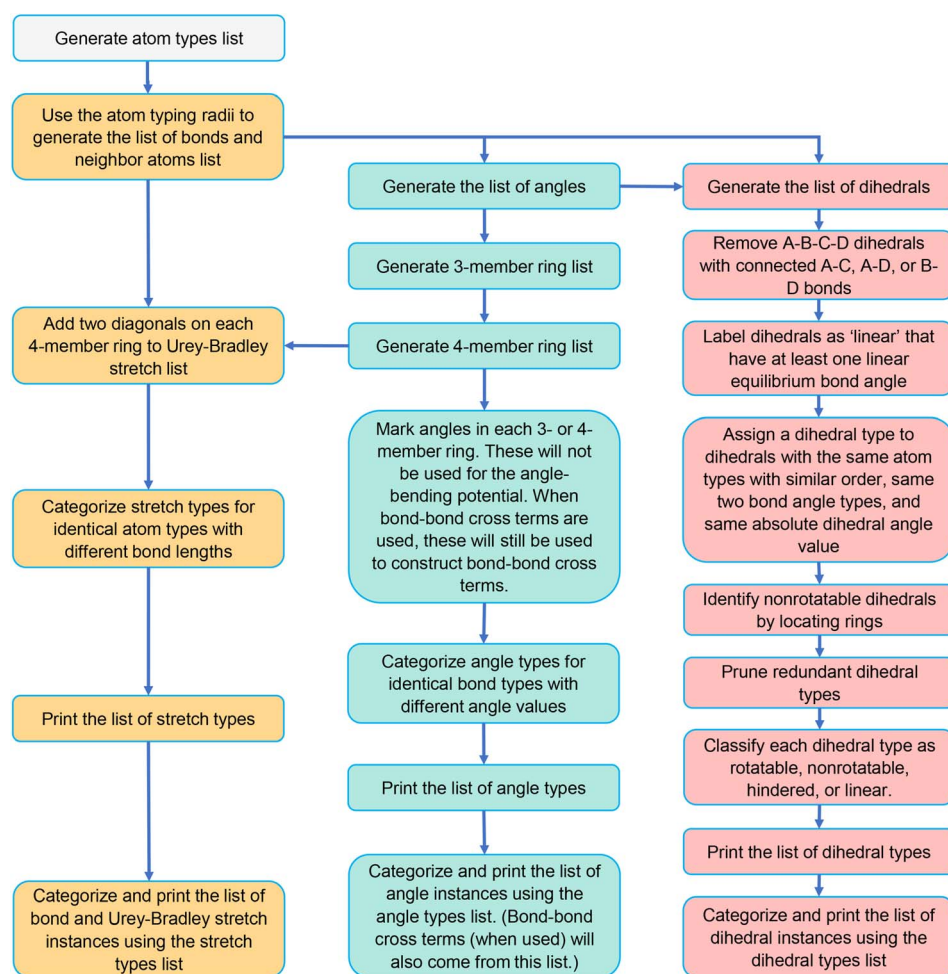 Generate atom types list
Use the atom typing radii to
generate the list of bonds and
neighbor atoms list
Add two diagonals on each
4-member ring to Urey-Bradley
stretch list
Categorize stretch types for
identical atom types with
different bond lengths
Print the list of stretch types
Categorize and print the list of
bond and Urey-Bradley stretch
instances using the stretch
types list
Generate the list of angles
Generate 3-member ring list
Generate 4-member ring list
Mark angles in each 3- or 4-
member ring. These will not
be used for the angle-
bending potential. When
bond-bond cross terms are
used, these will still be used
to construct bond-bond cross
terms.
Categorize angle types for
identical bond types with
different angle values
Print the list of angle types
Categorize and print the list of
angle instances using the
angle types list. (Bond-bond
cross terms (when used) will
also come from this list.)
Generate the list of dihedrals
Remove A-B-C-D dihedrals
with connected A-C, A-D, or B-
D bonds
Label dihedrals as ‘linear’ that
have at least one linear
equilibrium bond angle
Assign a dihedral type to
dihedrals with the same atom
types with similar order, same
two bond angle types, and
same absolute dihedral angle
value
Identify nonrotatable dihedrals
by locating rings
Prune redundant dihedral
types
Classify each dihedral type as
rotatable, nonrotatable,
hindered, or linear.
Print the list of dihedral types
Categorize and print the list of
dihedral instances using the
dihedral types list